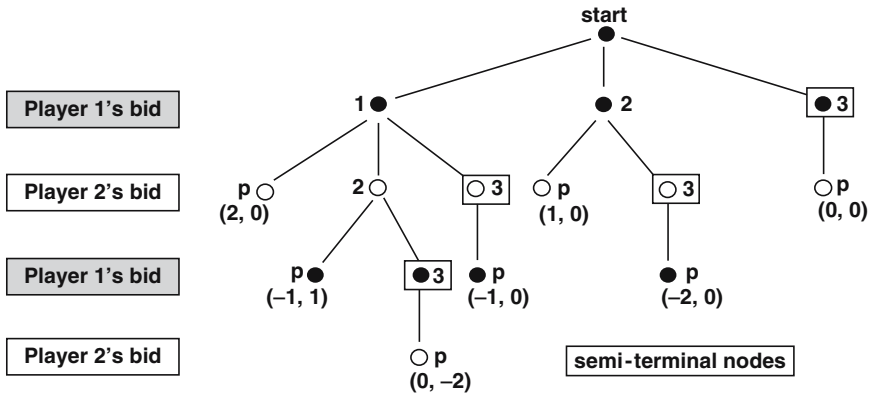 start
Player 1's bid
1
2
3
Player 2's bid
p
2
3
p
3
p
(2, 0)
(1, 0)
(0, 0)
Player 1's bid
p
3
p
p
(–1, 1)
(–1, 0)
(–2, 0)
Player 2's bid
p
semi-terminal nodes
(0, –2)